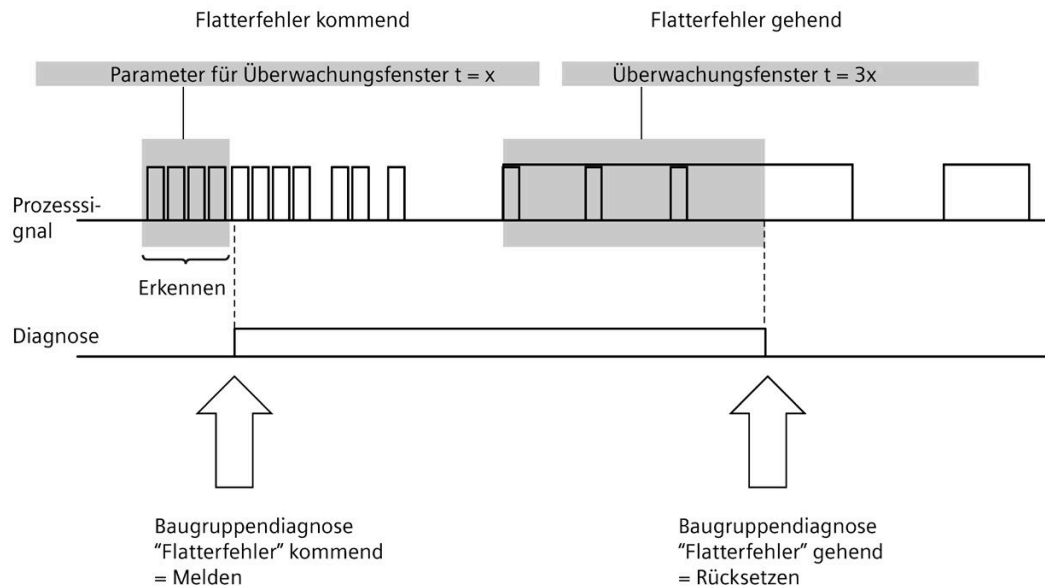 Flatterfehler kommend
Flatterfehler gehend
Parameter für Überwachungsfenster t = x
Überwachungsfenster t = 3x
Prozesssi-
gnal
Erkennen
Diagnose
Baugruppendiagnose
"Flatterfehler" kommend
= Melden
Baugruppendiagnose
"Flatterfehler" gehend
= Rücksetzen